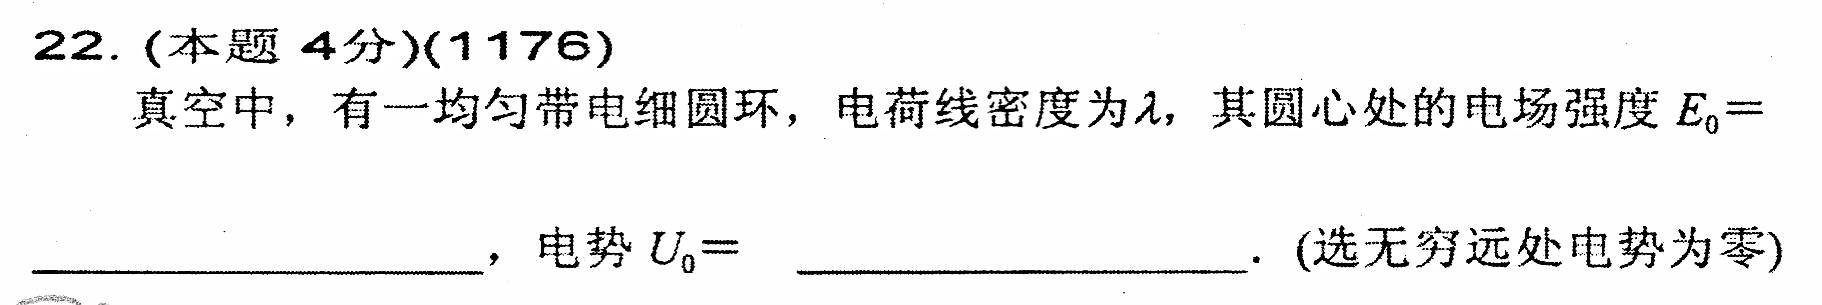 22. (本题 4分)(1176)
真空中，有一均匀带电细圆环，电荷线密度为λ，其圆心处的电场强度 E₀＝
，电势 U₀＝ . (选无穷远处电势为零)